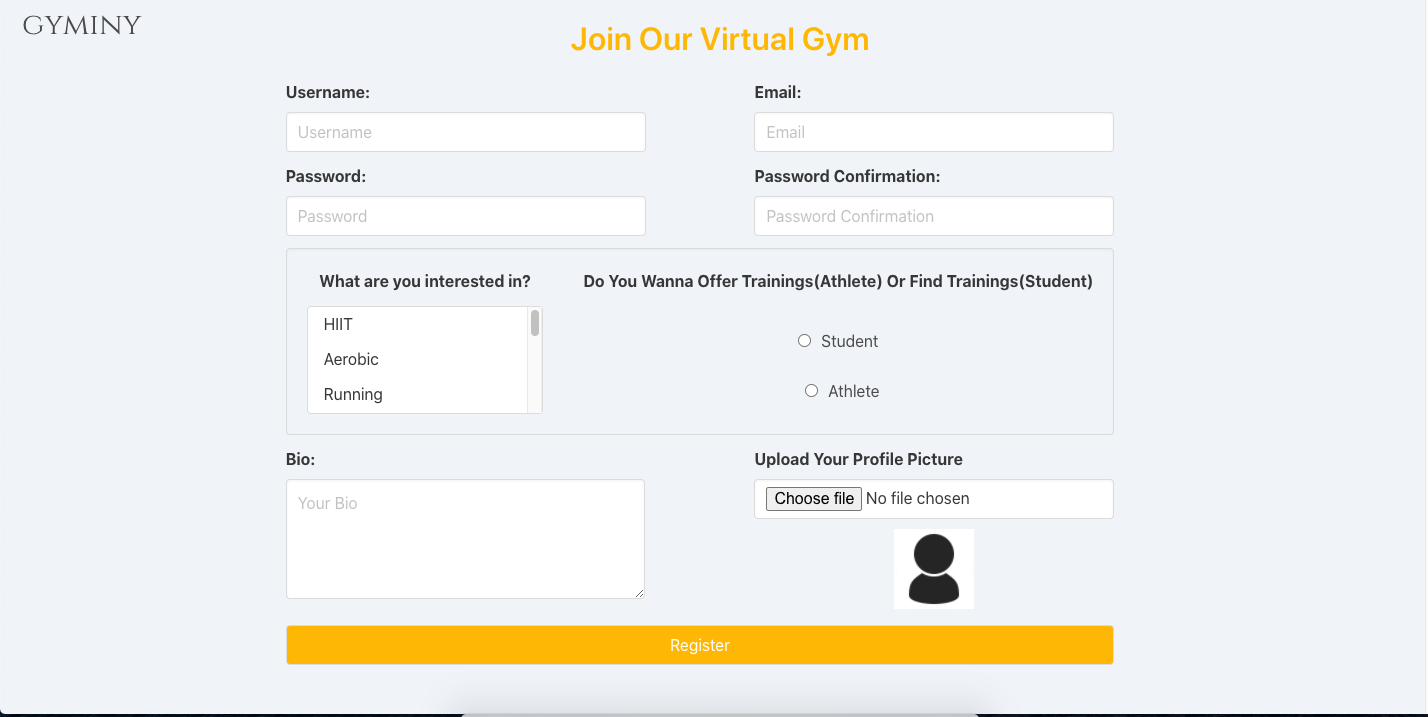 GYMINY
Join Our Virtual Gym
Username:
Email:
Username
Email
Password:
Password Confirmation:
Password
Password Confirmation
What are you interested in?
Do You Wanna Offer Trainings(Athlete) Or Find Trainings(Student)
HIIT
Aerobic
Running
Student
Athlete
Bio:
Upload Your Profile Picture
Your Bio
Choose file No file chosen
Register